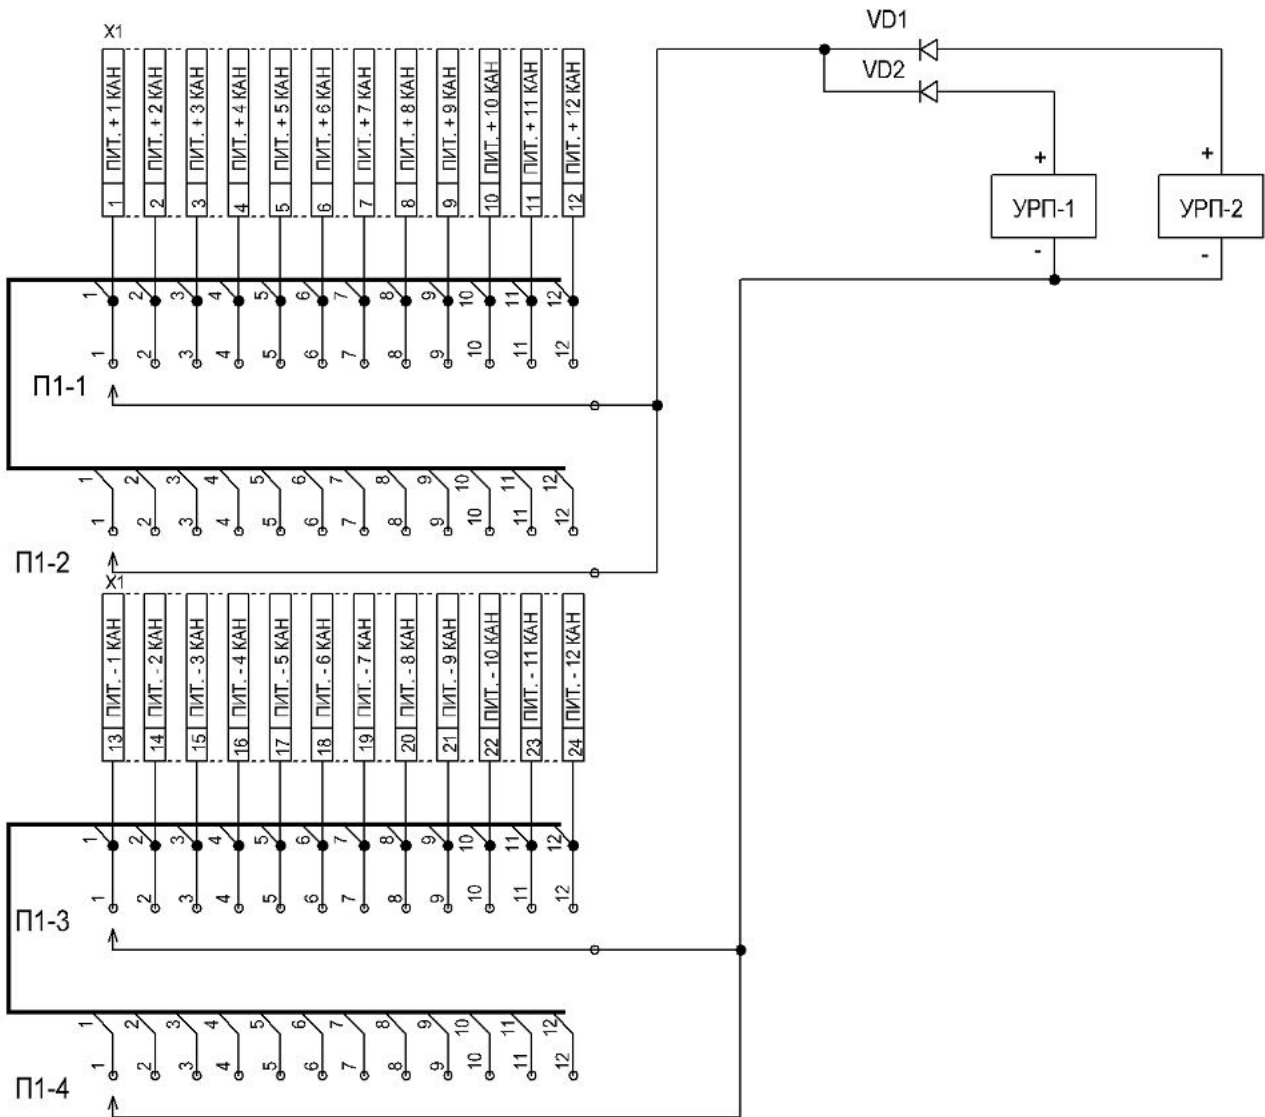 X1
VD1
VD2
ПИТ. + 1 КАН
ПИТ. + 2 КАН
ПИТ. + 3 КАН
ПИТ. + 4 КАН
ПИТ. + 5 КАН
ПИТ. + 6 КАН
ПИТ. + 7 КАН
ПИТ. + 8 КАН
ПИТ. + 9 КАН
ПИТ. + 10 КАН
ПИТ. + 11 КАН
ПИТ. + 12 КАН
1 2 3 4 5 6 7 8 9 10 11 12
+ +
УРП-1 УРП-2
- -
1 2 3 4 5 6 7 8 9 10 11 12
1 2 3 4 5 6 7 8 9 10 11 12
П1-1
1 2 3 4 5 6 7 8 9 10 11 12
1 2 3 4 5 6 7 8 9 10 11 12
П1-2
X1
ПИТ. - 1 КАН
ПИТ. - 2 КАН
ПИТ. - 3 КАН
ПИТ. - 4 КАН
ПИТ. - 5 КАН
ПИТ. - 6 КАН
ПИТ. - 7 КАН
ПИТ. - 8 КАН
ПИТ. - 9 КАН
ПИТ. - 10 КАН
ПИТ. - 11 КАН
ПИТ. - 12 КАН
13 14 15 16 17 18 19 20 21 22 23 24
1 2 3 4 5 6 7 8 9 10 11 12
1 2 3 4 5 6 7 8 9 10 11 12
П1-3
1 2 3 4 5 6 7 8 9 10 11 12
1 2 3 4 5 6 7 8 9 10 11 12
П1-4